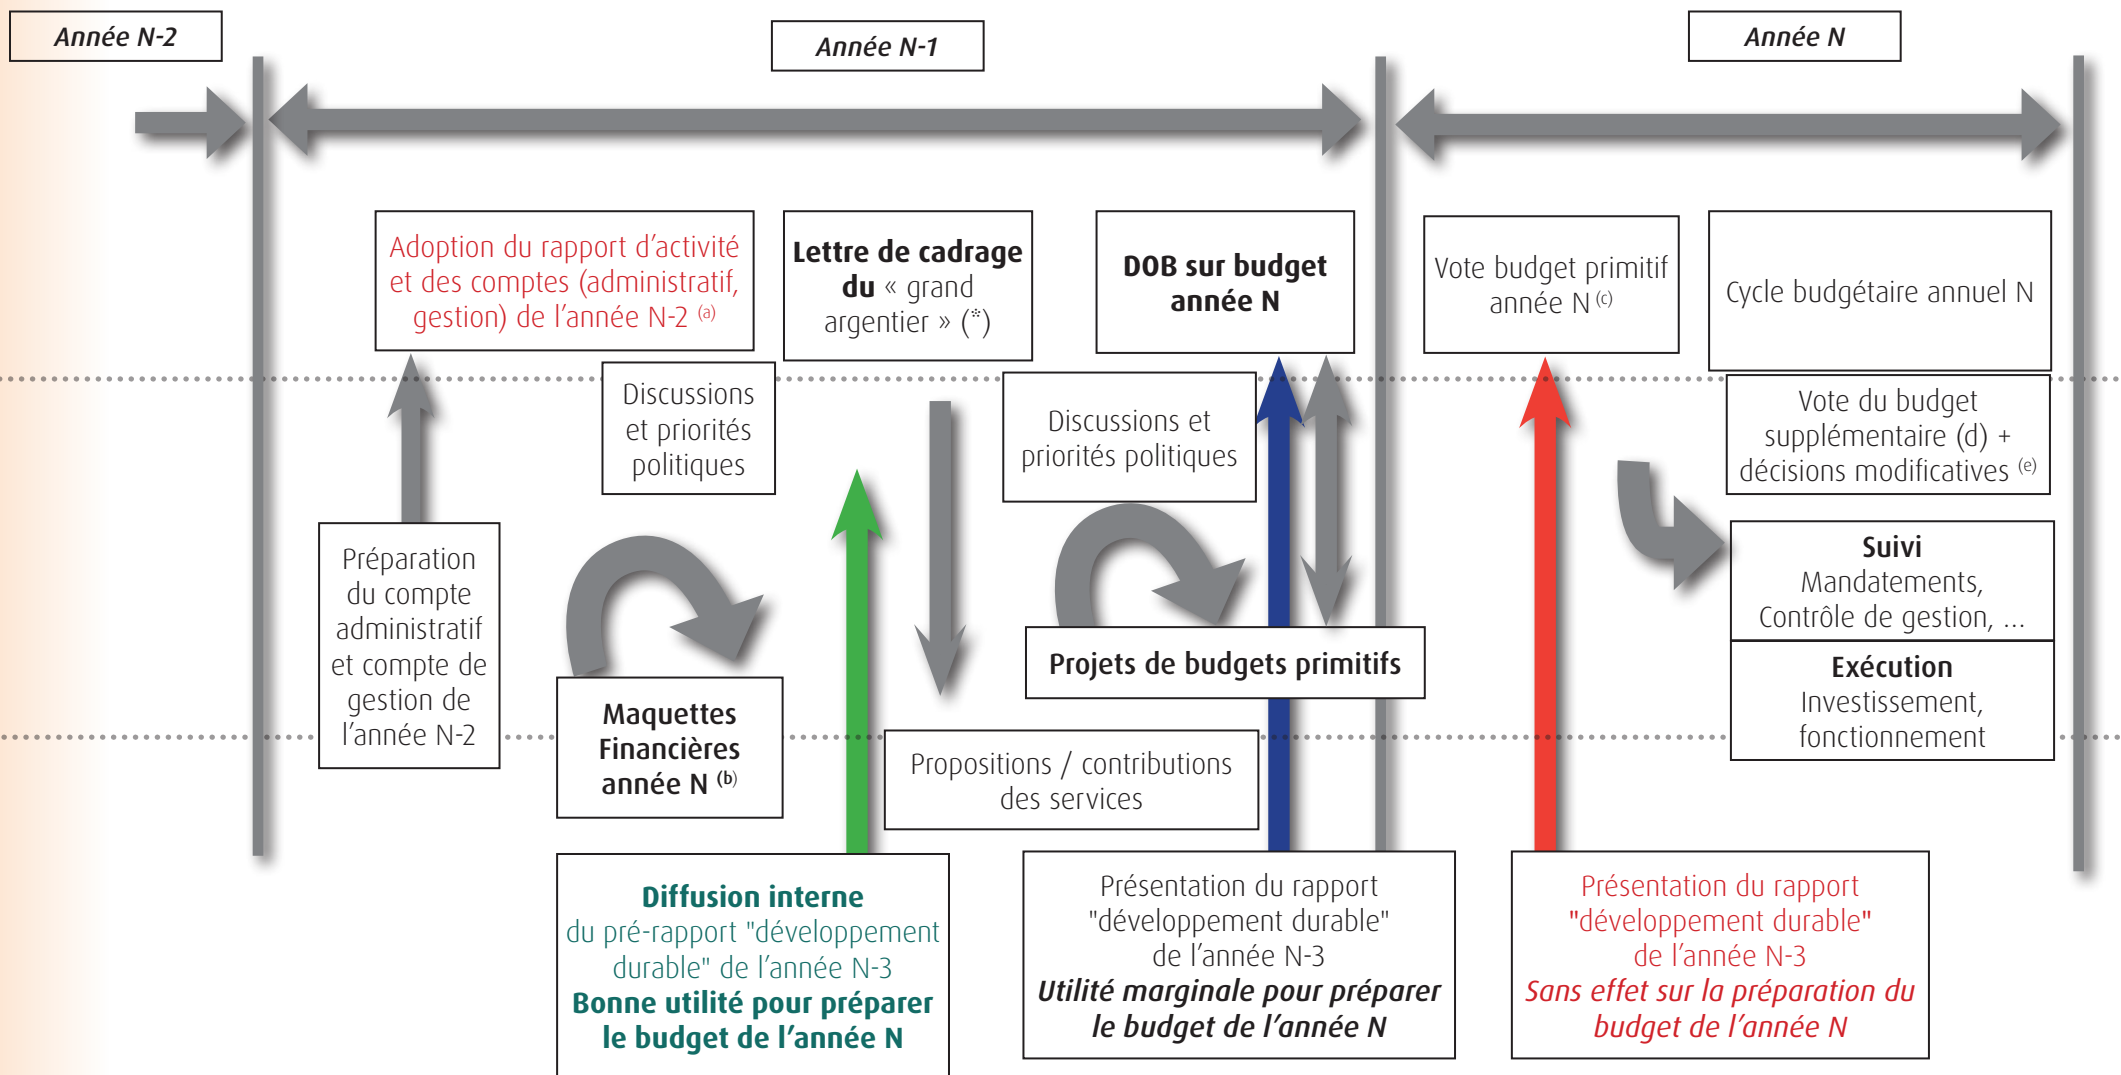 Année N-2
Année N-1
Année N
Adoption du rapport d'activité
et des comptes (administratif,
gestion) de l'année N-2 (a)
Lettre de cadrage
du « grand
argentier » (*)
DOB sur budget
année N
Vote budget primitif
année N (c)
Cycle budgétaire annuel N
Discussions
et priorités
politiques
Discussions et
priorités politiques
Vote du budget
supplémentaire (d) +
décisions modificatives (e)
Préparation
du compte
administratif
et compte de
gestion de
l'année N-2
Maquettes
Financières
année N (b)
Projets de budgets primitifs
Suivi
Mandatements,
Contrôle de gestion, ...
Exécution
Investissement,
fonctionnement
Propositions / contributions
des services
Diffusion interne
du pré-rapport "développement
durable" de l'année N-3
Bonne utilité pour préparer
le budget de l'année N
Présentation du rapport
"développement durable"
de l'année N-3
Utilité marginale pour préparer
le budget de l'année N
Présentation du rapport
"développement durable"
de l'année N-3
Sans effet sur la préparation du
budget de l'année N